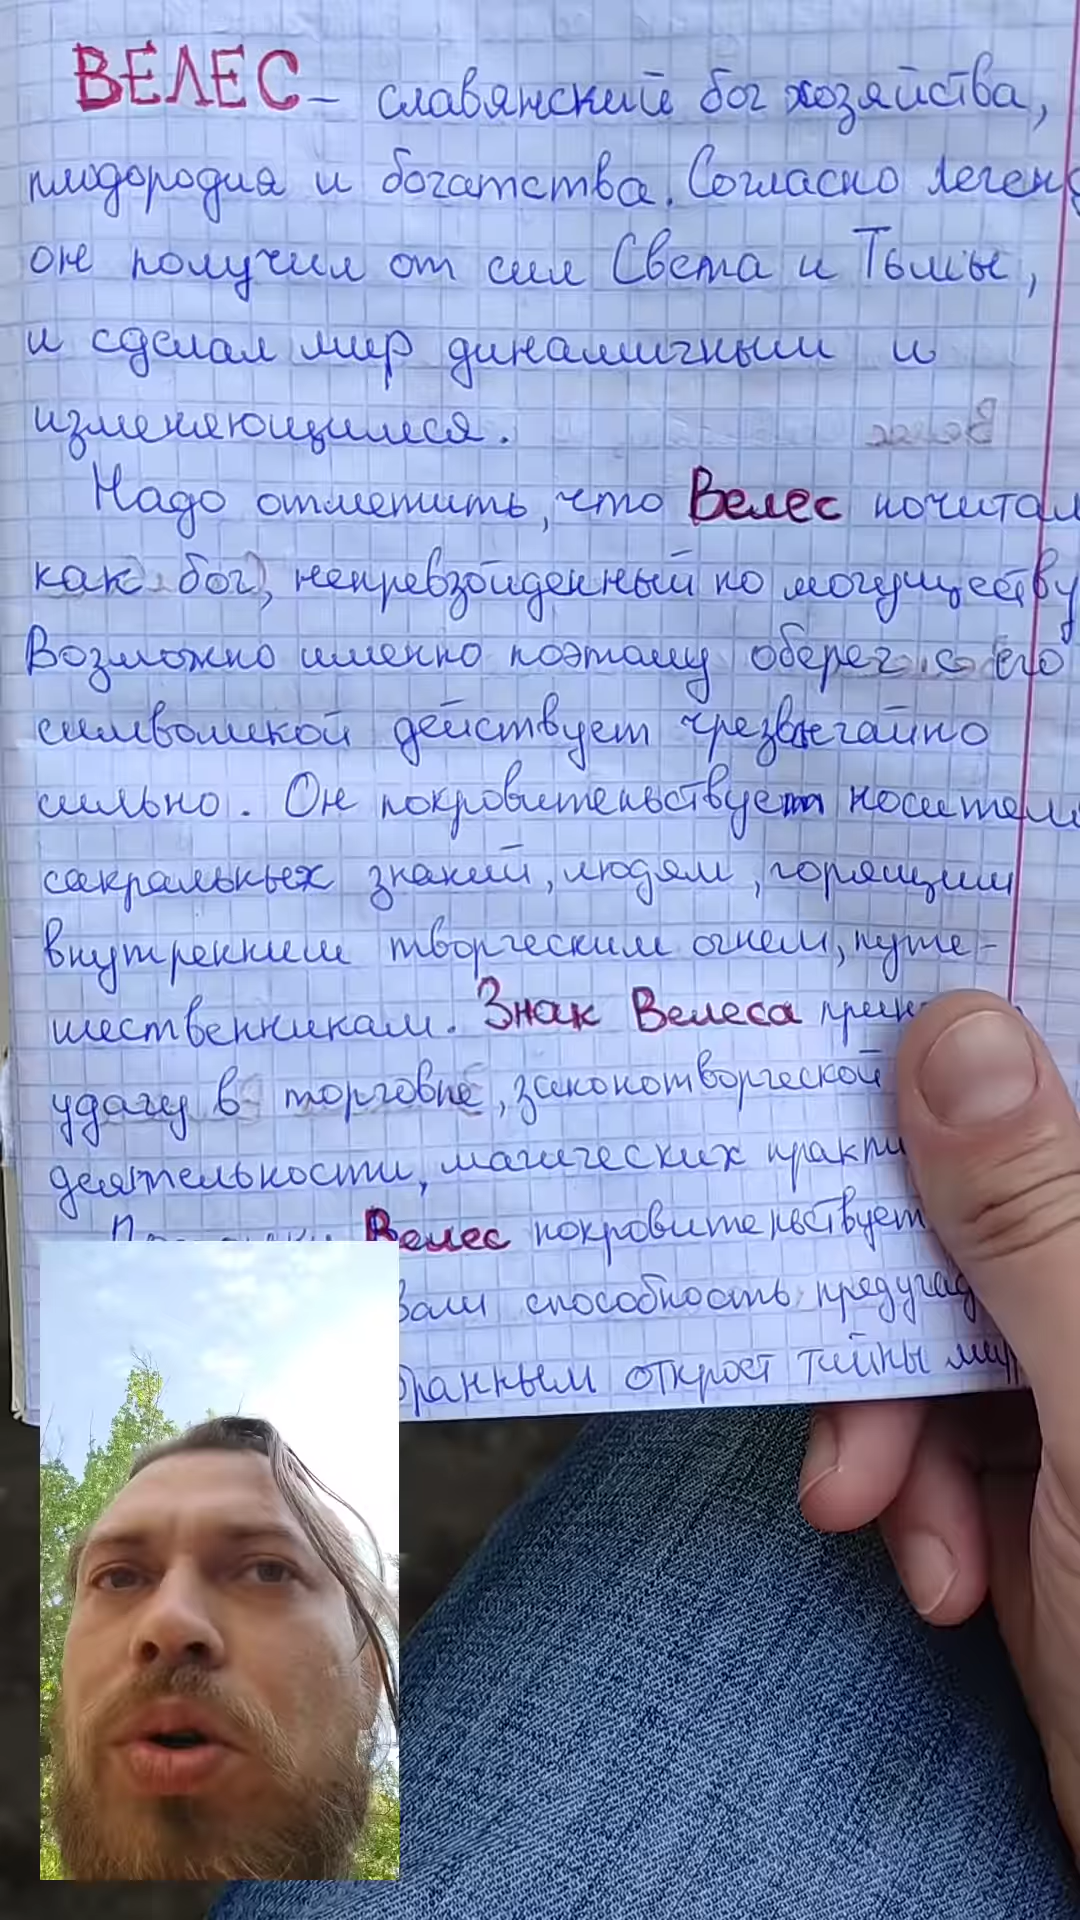 ВЕЛЕС – славянский бог хозяйства,
плодородия и богатства. Согласно леген
он получил от сил Света и Тьмы,
и сделал мир динамичным и
изменяющимся.
Надо отметить, что Велес почитал
как бог, непревзойденный по могуществу
Возможно именно поэтому оберег с его
символикой действует чрезвычайно
сильно. Он покровительствует носител
сакральных знаний, людям, горящим
внутренним творческим огнем, путе-
шественникам. Знак Велеса
удачу в торговле, законотворческой
деятельности, магических практи
Велес покровительствует
способность предугад
откроет тайны